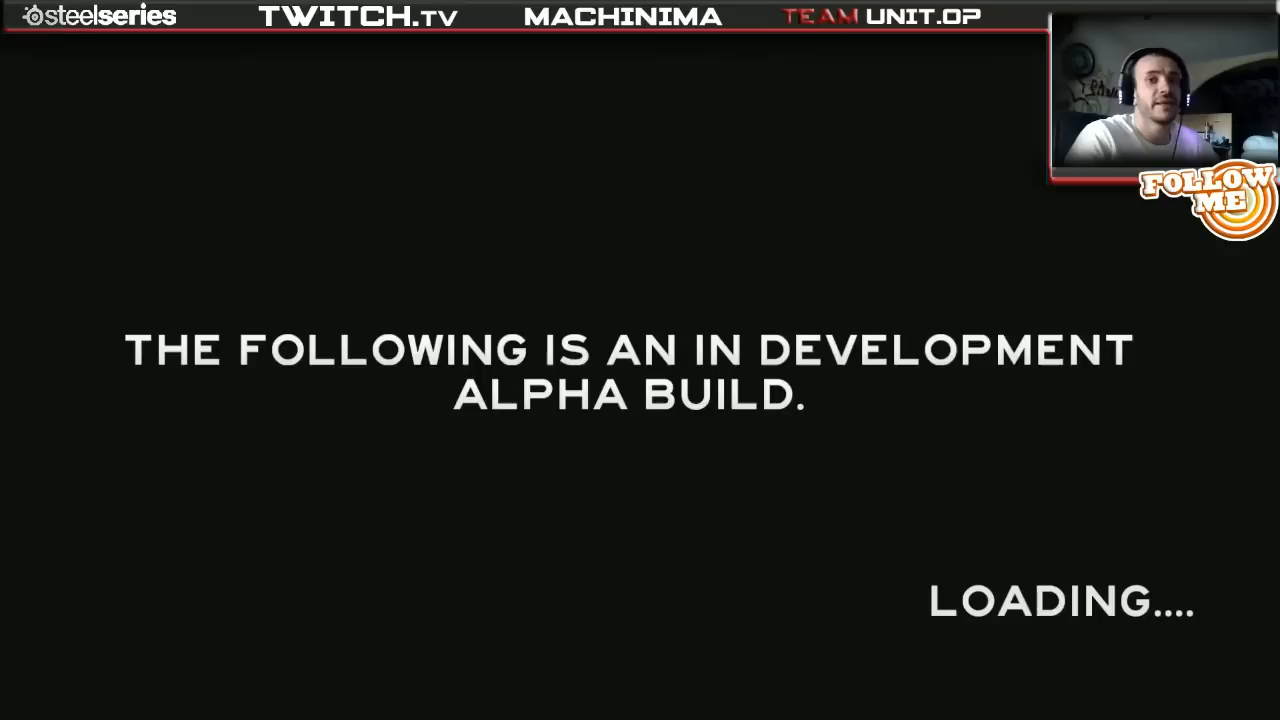 steelseries
TWITCH.TV
MACHINIMA
TEAM UNIT.OP
FOLLOW
ME
THE FOLLOWING IS AN IN DEVELOPMENT
ALPHA BUILD.
LOADING....